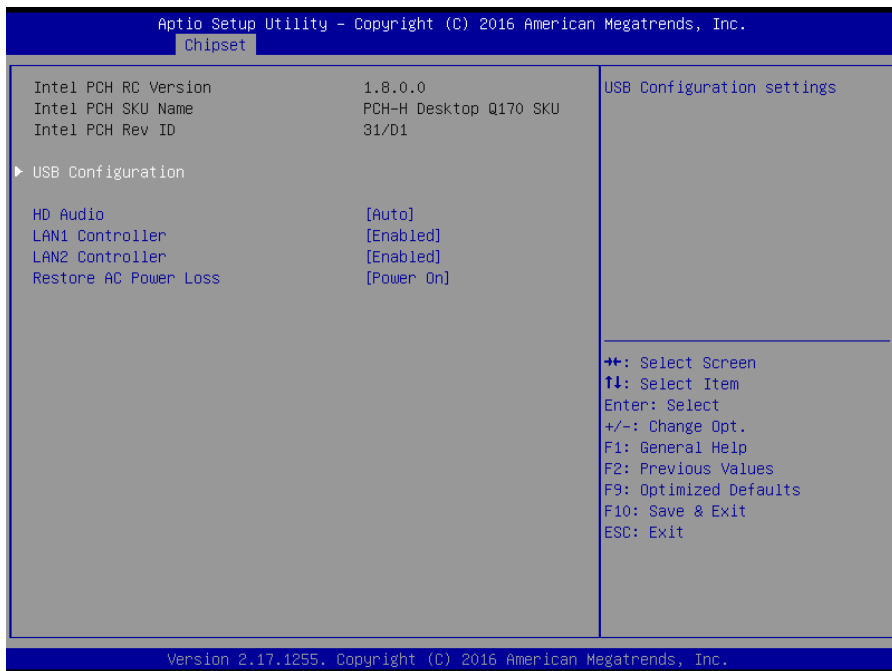 Aptio Setup Utility – Copyright (C) 2016 American Megatrends, Inc.
Chipset
Intel PCH RC Version 1.8.0.0
Intel PCH SKU Name PCH-H Desktop Q170 SKU
Intel PCH Rev ID 31/D1
USB Configuration
HD Audio [Auto]
LAN1 Controller [Enabled]
LAN2 Controller [Enabled]
Restore AC Power Loss [Power On]
USB Configuration settings
→←: Select Screen
↑↓: Select Item
Enter: Select
+/-: Change Opt.
F1: General Help
F2: Previous Values
F9: Optimized Defaults
F10: Save & Exit
ESC: Exit
Version 2.17.1255. Copyright (C) 2016 American Megatrends, Inc.